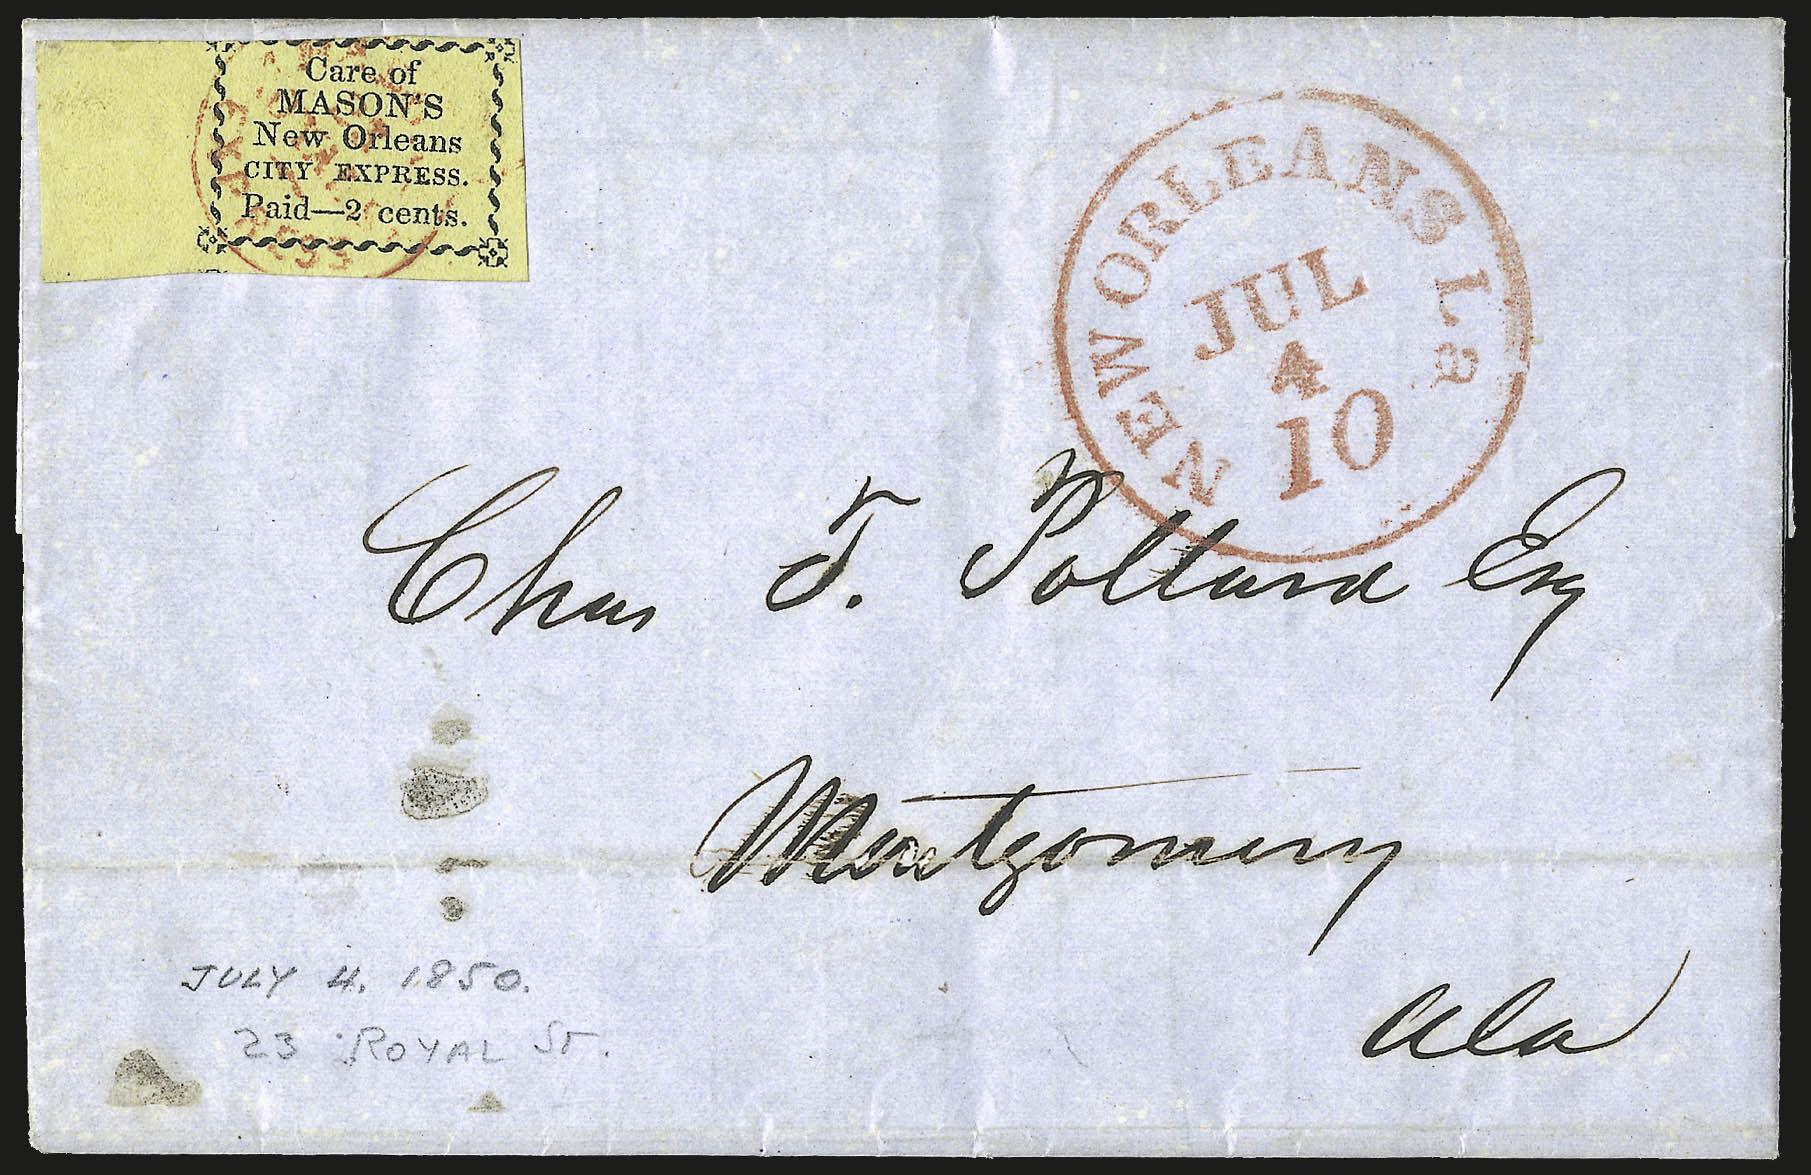 Care of
MASON'S
New Orleans
CITY EXPRESS.
Paid—2 cents.
NEW ORLEANS La
JUL
4
10
Chas T. Pollard Esq
Montgomery
Ala
JULY 4. 1850.
23 ROYAL ST.